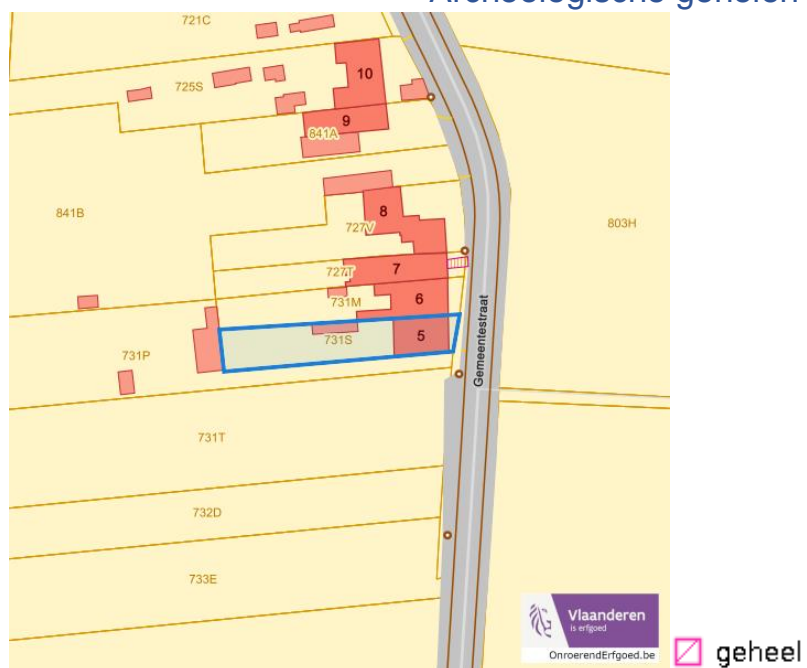 Archeologische gehelen
721C
10
725S
9
841A
841B
8
803H
727V
7
727T
6
731M
5
731S
731P
Gemeentestraat
731T
732D
733E
Vlaanderen
is erfgoed
OnroerendErfgoed.be
geheel